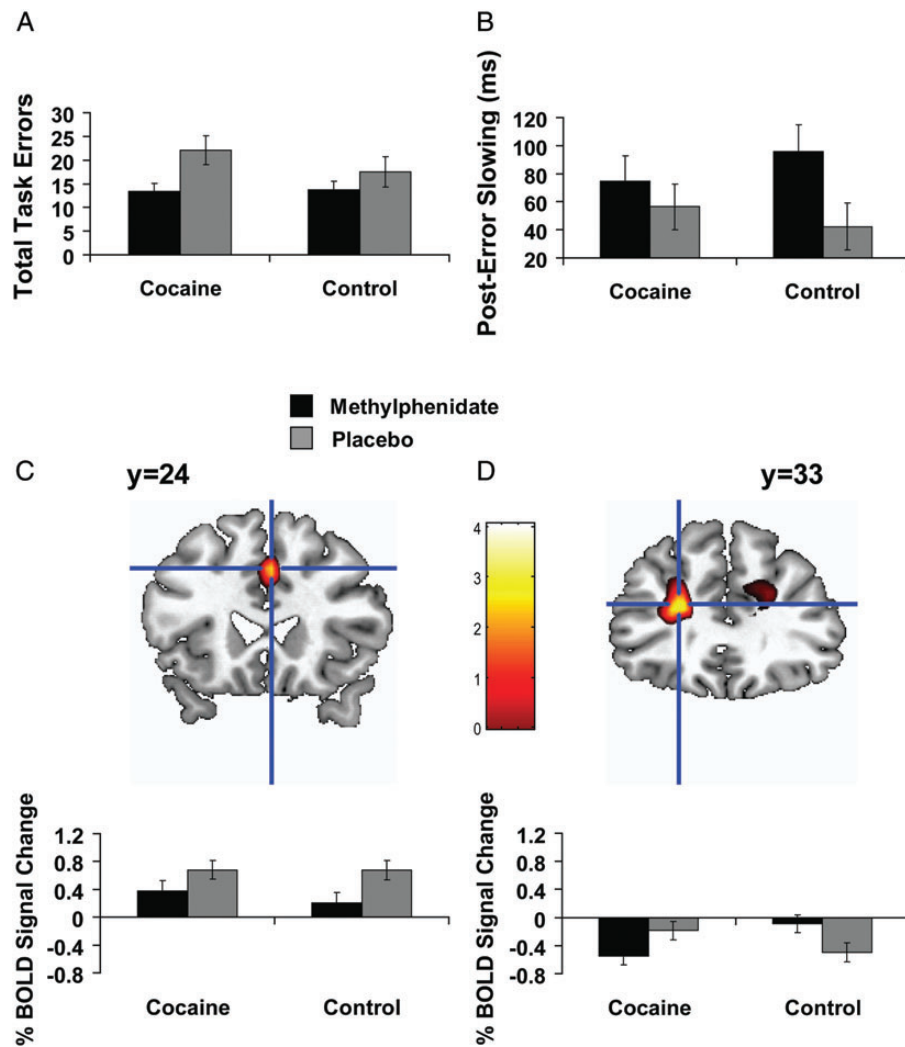 A
Total Task Errors
30
25
20
15
10
5
0
Cocaine Control
B
Post-Error Slowing (ms)
120
100
80
60
40
20
Cocaine Control
Methylphenidate
Placebo
C
y=24
4
3
2
1
0
D
y=33
% BOLD Signal Change
1.2
0.8
0.4
0
-0.4
-0.8
Cocaine Control
% BOLD Signal Change
1.2
0.8
0.4
0
-0.4
-0.8
Cocaine Control